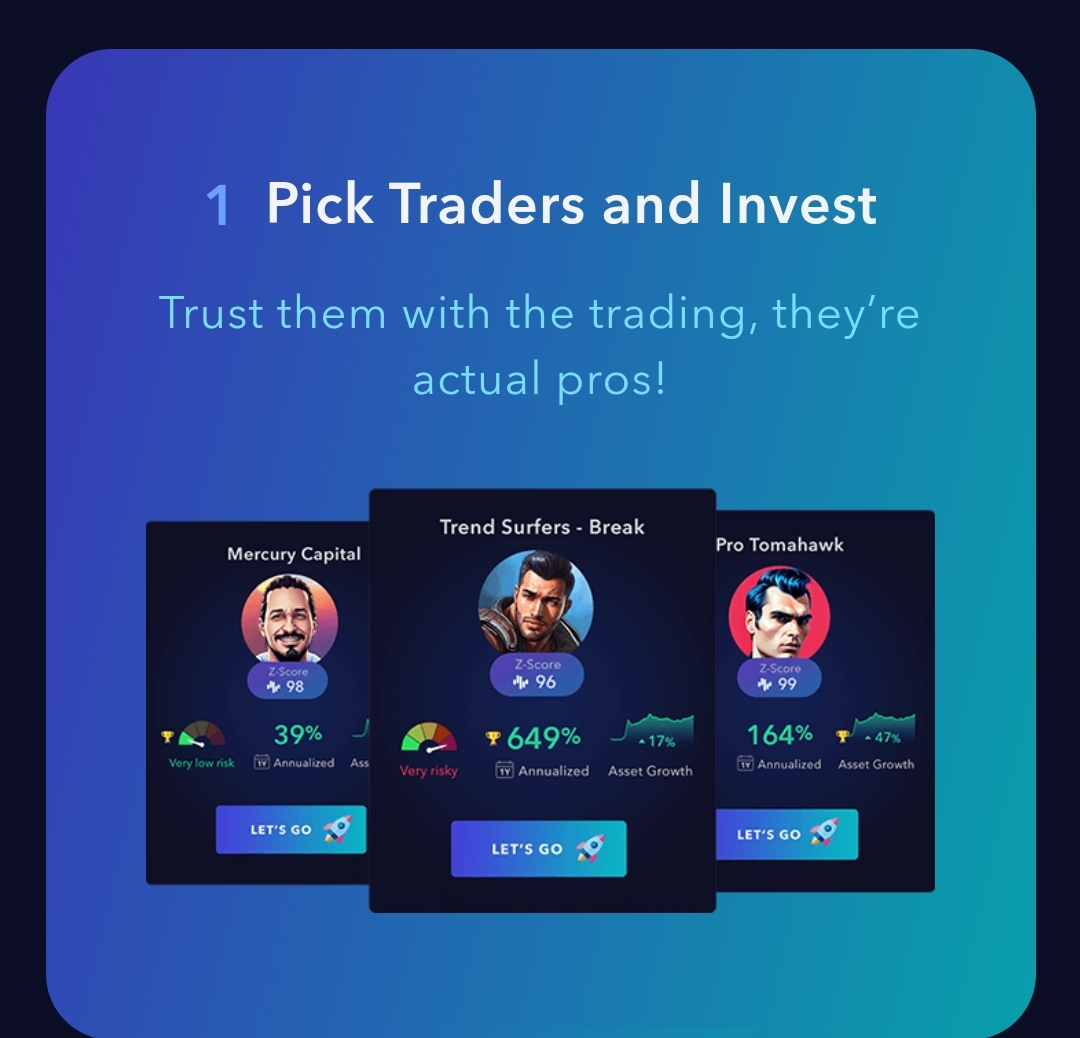 1 Pick Traders and Invest
Trust them with the trading, they’re
actual pros!
Mercury Capital
Z-Score
98
Very low risk
39%
1Y Annualized
Ass
LET’S GO
Trend Surfers - Break
Z-Score
96
Very risky
649%
1Y Annualized
17%
Asset Growth
LET’S GO
Pro Tomahawk
Z-Score
99
164%
1Y Annualized
47%
Asset Growth
LET’S GO